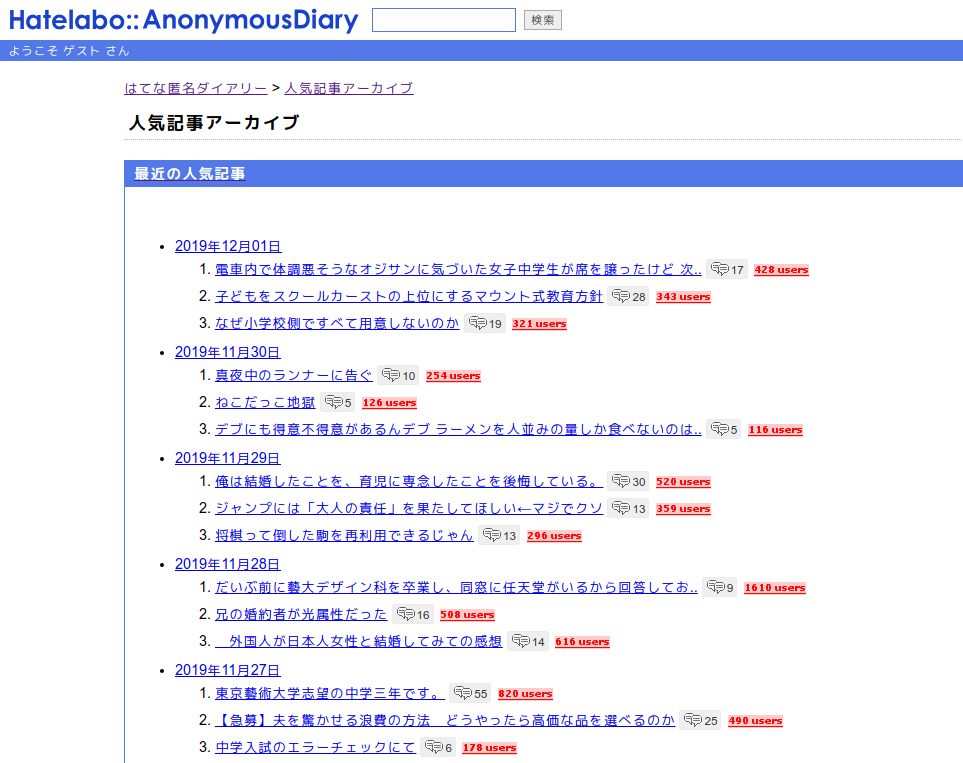 Hatelabo::AnonymousDiary 検索
ようこそ ゲスト さん
はてな匿名ダイアリー > 人気記事アーカイブ
人気記事アーカイブ
最近の人気記事
2019年12月01日
1. 電車内で体調悪そうなオジサンに気づいた女子中学生が席を譲ったけど 次.. 17 428 users
2. 子どもをスクールカーストの上位にするマウント式教育方針 28 343 users
3. なぜ小学校側ですべて用意しないのか 19 321 users
2019年11月30日
1. 真夜中のランナーに告ぐ 10 254 users
2. ねこだっこ地獄 5 126 users
3. デブにも得意不得意があるんデブ ラーメンを人並みの量しか食べないのは.. 5 116 users
2019年11月29日
1. 俺は結婚したことを、育児に専念したことを後悔している。 30 520 users
2. ジャンプには「大人の責任」を果たしてほしい←マジでクソ 13 359 users
3. 将棋って倒した駒を再利用できるじゃん 13 296 users
2019年11月28日
1. だいぶ前に藝大デザイン科を卒業し、同窓に任天堂がいるから回答してお.. 9 1610 users
2. 兄の婚約者が光属性だった 16 508 users
3. 外国人が日本人女性と結婚してみての感想 14 616 users
2019年11月27日
1. 東京藝術大学志望の中学三年です。 55 820 users
2. 【急募】夫を驚かせる浪費の方法　どうやったら高価な品を選べるのか 25 490 users
3. 中学入試のエラーチェックにて 6 178 users